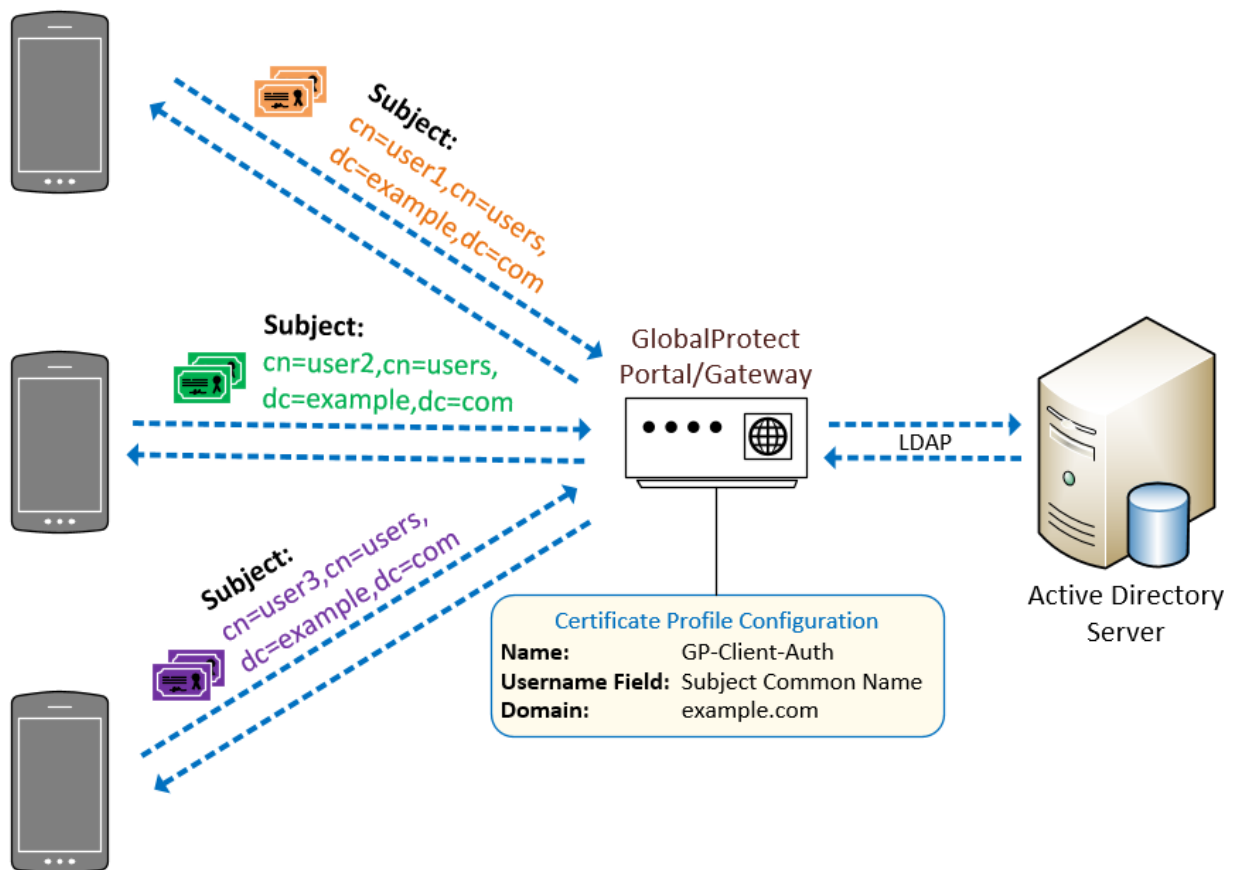 Subject:
cn=user1,cn=users,
dc=example,dc=com
Subject:
cn=user2,cn=users,
dc=example,dc=com
GlobalProtect
Portal/Gateway
LDAP
Subject:
cn=user3,cn=users,
dc=example,dc=com
Active Directory
Server
Certificate Profile Configuration
Name: GP-Client-Auth
Username Field: Subject Common Name
Domain: example.com